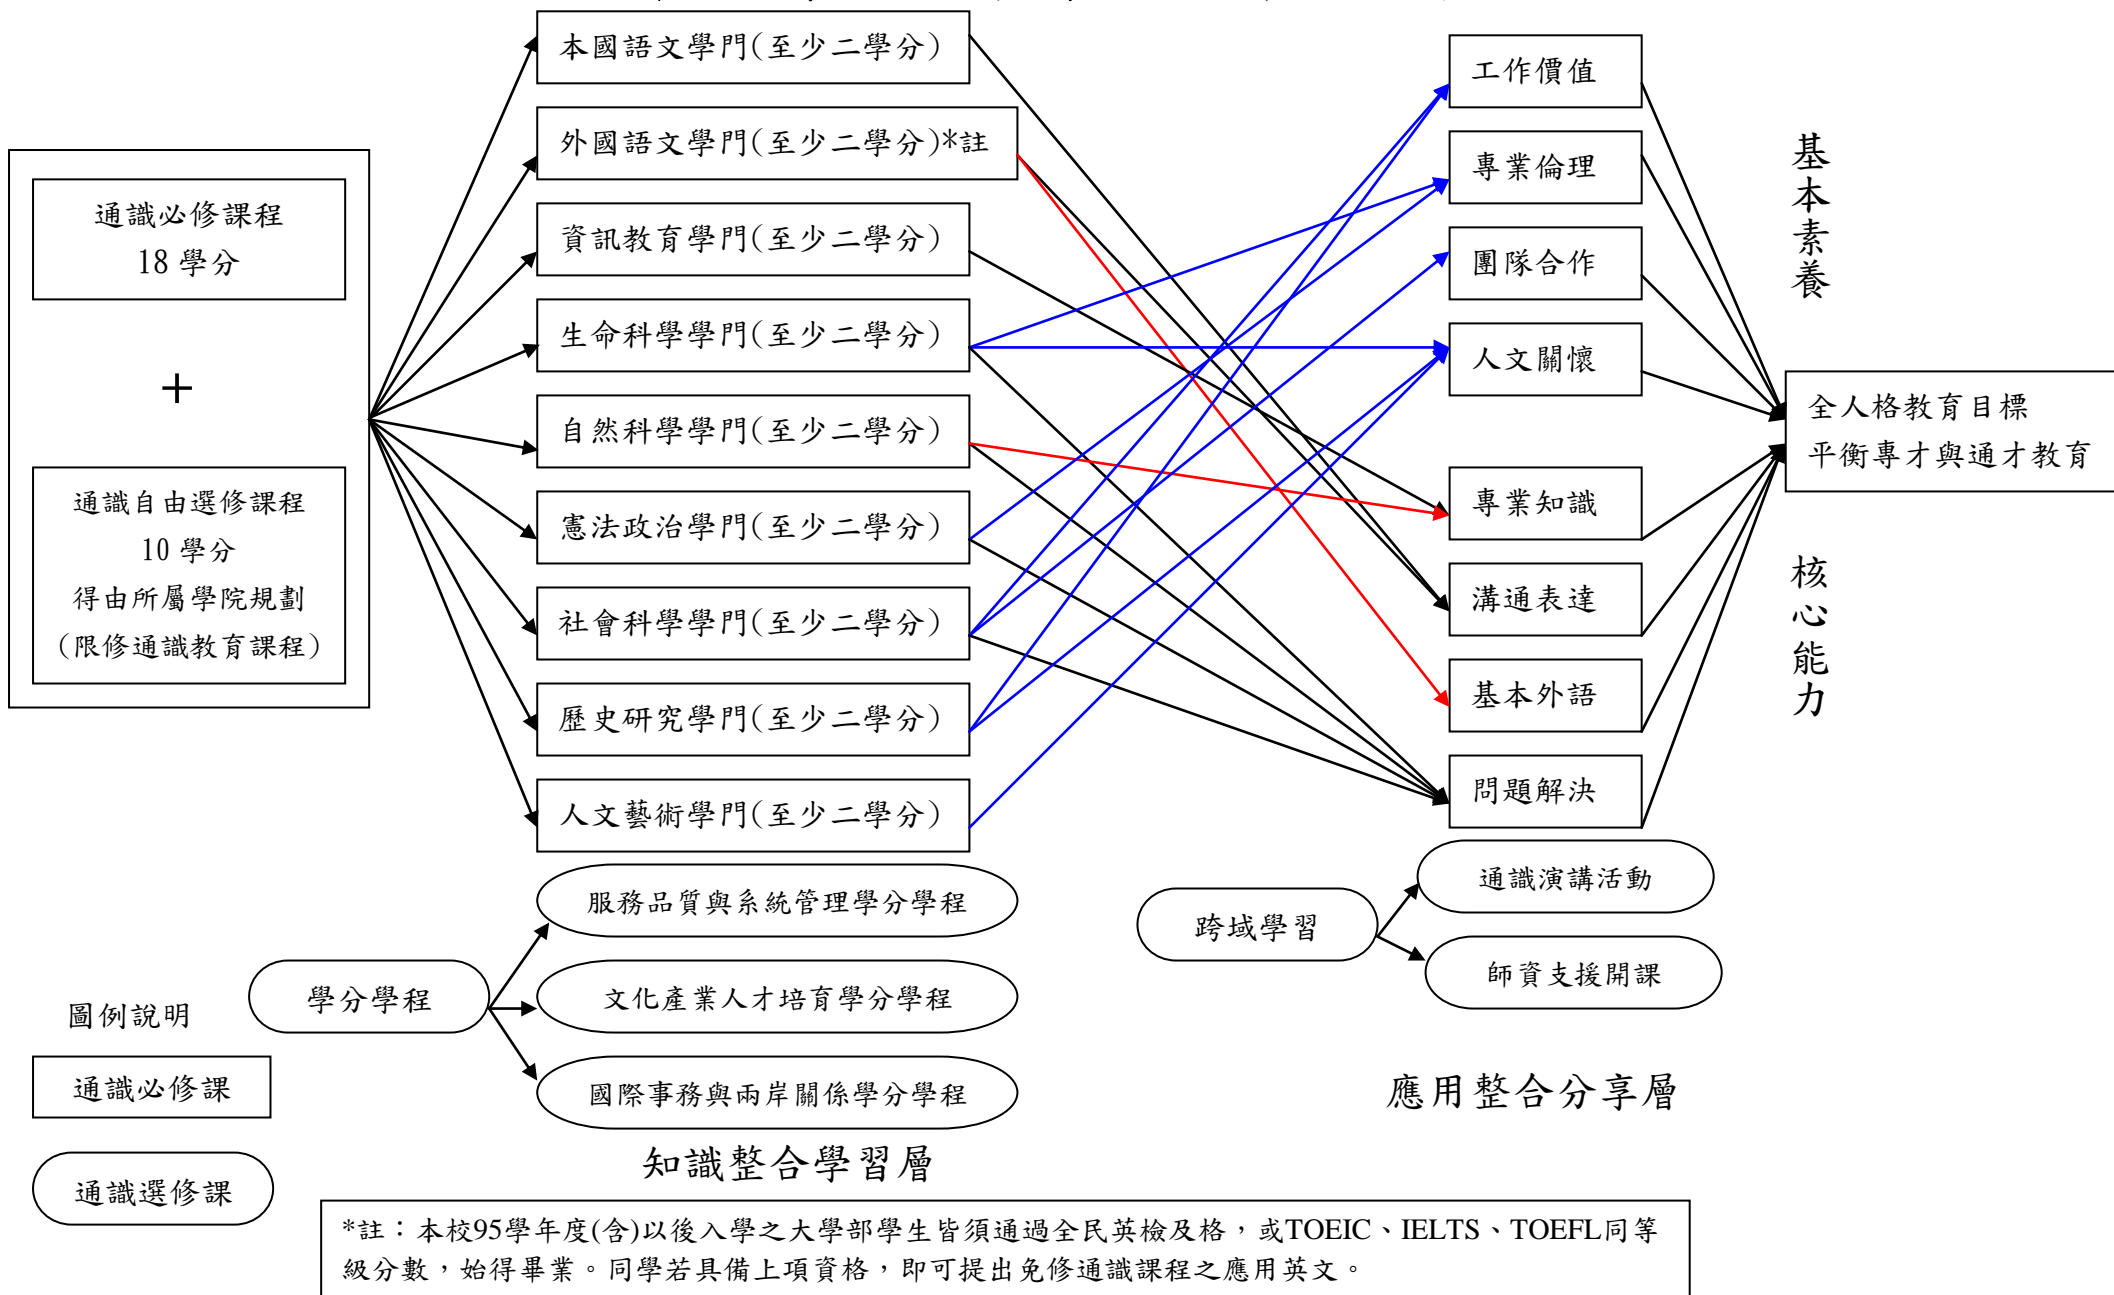 通識必修課程
18 學分
+
通識自由選修課程
10 學分
得由所屬學院規劃
(限修通識教育課程)
本國語文學門(至少二學分)
外國語文學門(至少二學分)*註
資訊教育學門(至少二學分)
生命科學學門(至少二學分)
自然科學學門(至少二學分)
憲法政治學門(至少二學分)
社會科學學門(至少二學分)
歷史研究學門(至少二學分)
人文藝術學門(至少二學分)
工作價值
專業倫理
團隊合作
人文關懷
專業知識
溝通表達
基本外語
問題解決
基本素養
核心能力
全人格教育目標
平衡專才與通才教育
學分學程
服務品質與系統管理學分學程
文化產業人才培育學分學程
國際事務與兩岸關係學分學程
跨域學習
通識演講活動
師資支援開課
圖例說明
通識必修課
通識選修課
知識整合學習層
應用整合分享層
*註：本校95學年度(含)以後入學之大學部學生皆須通過全民英檢及格，或TOEIC、IELTS、TOEFL同等
級分數，始得畢業。同學若具備上項資格，即可提出免修通識課程之應用英文。